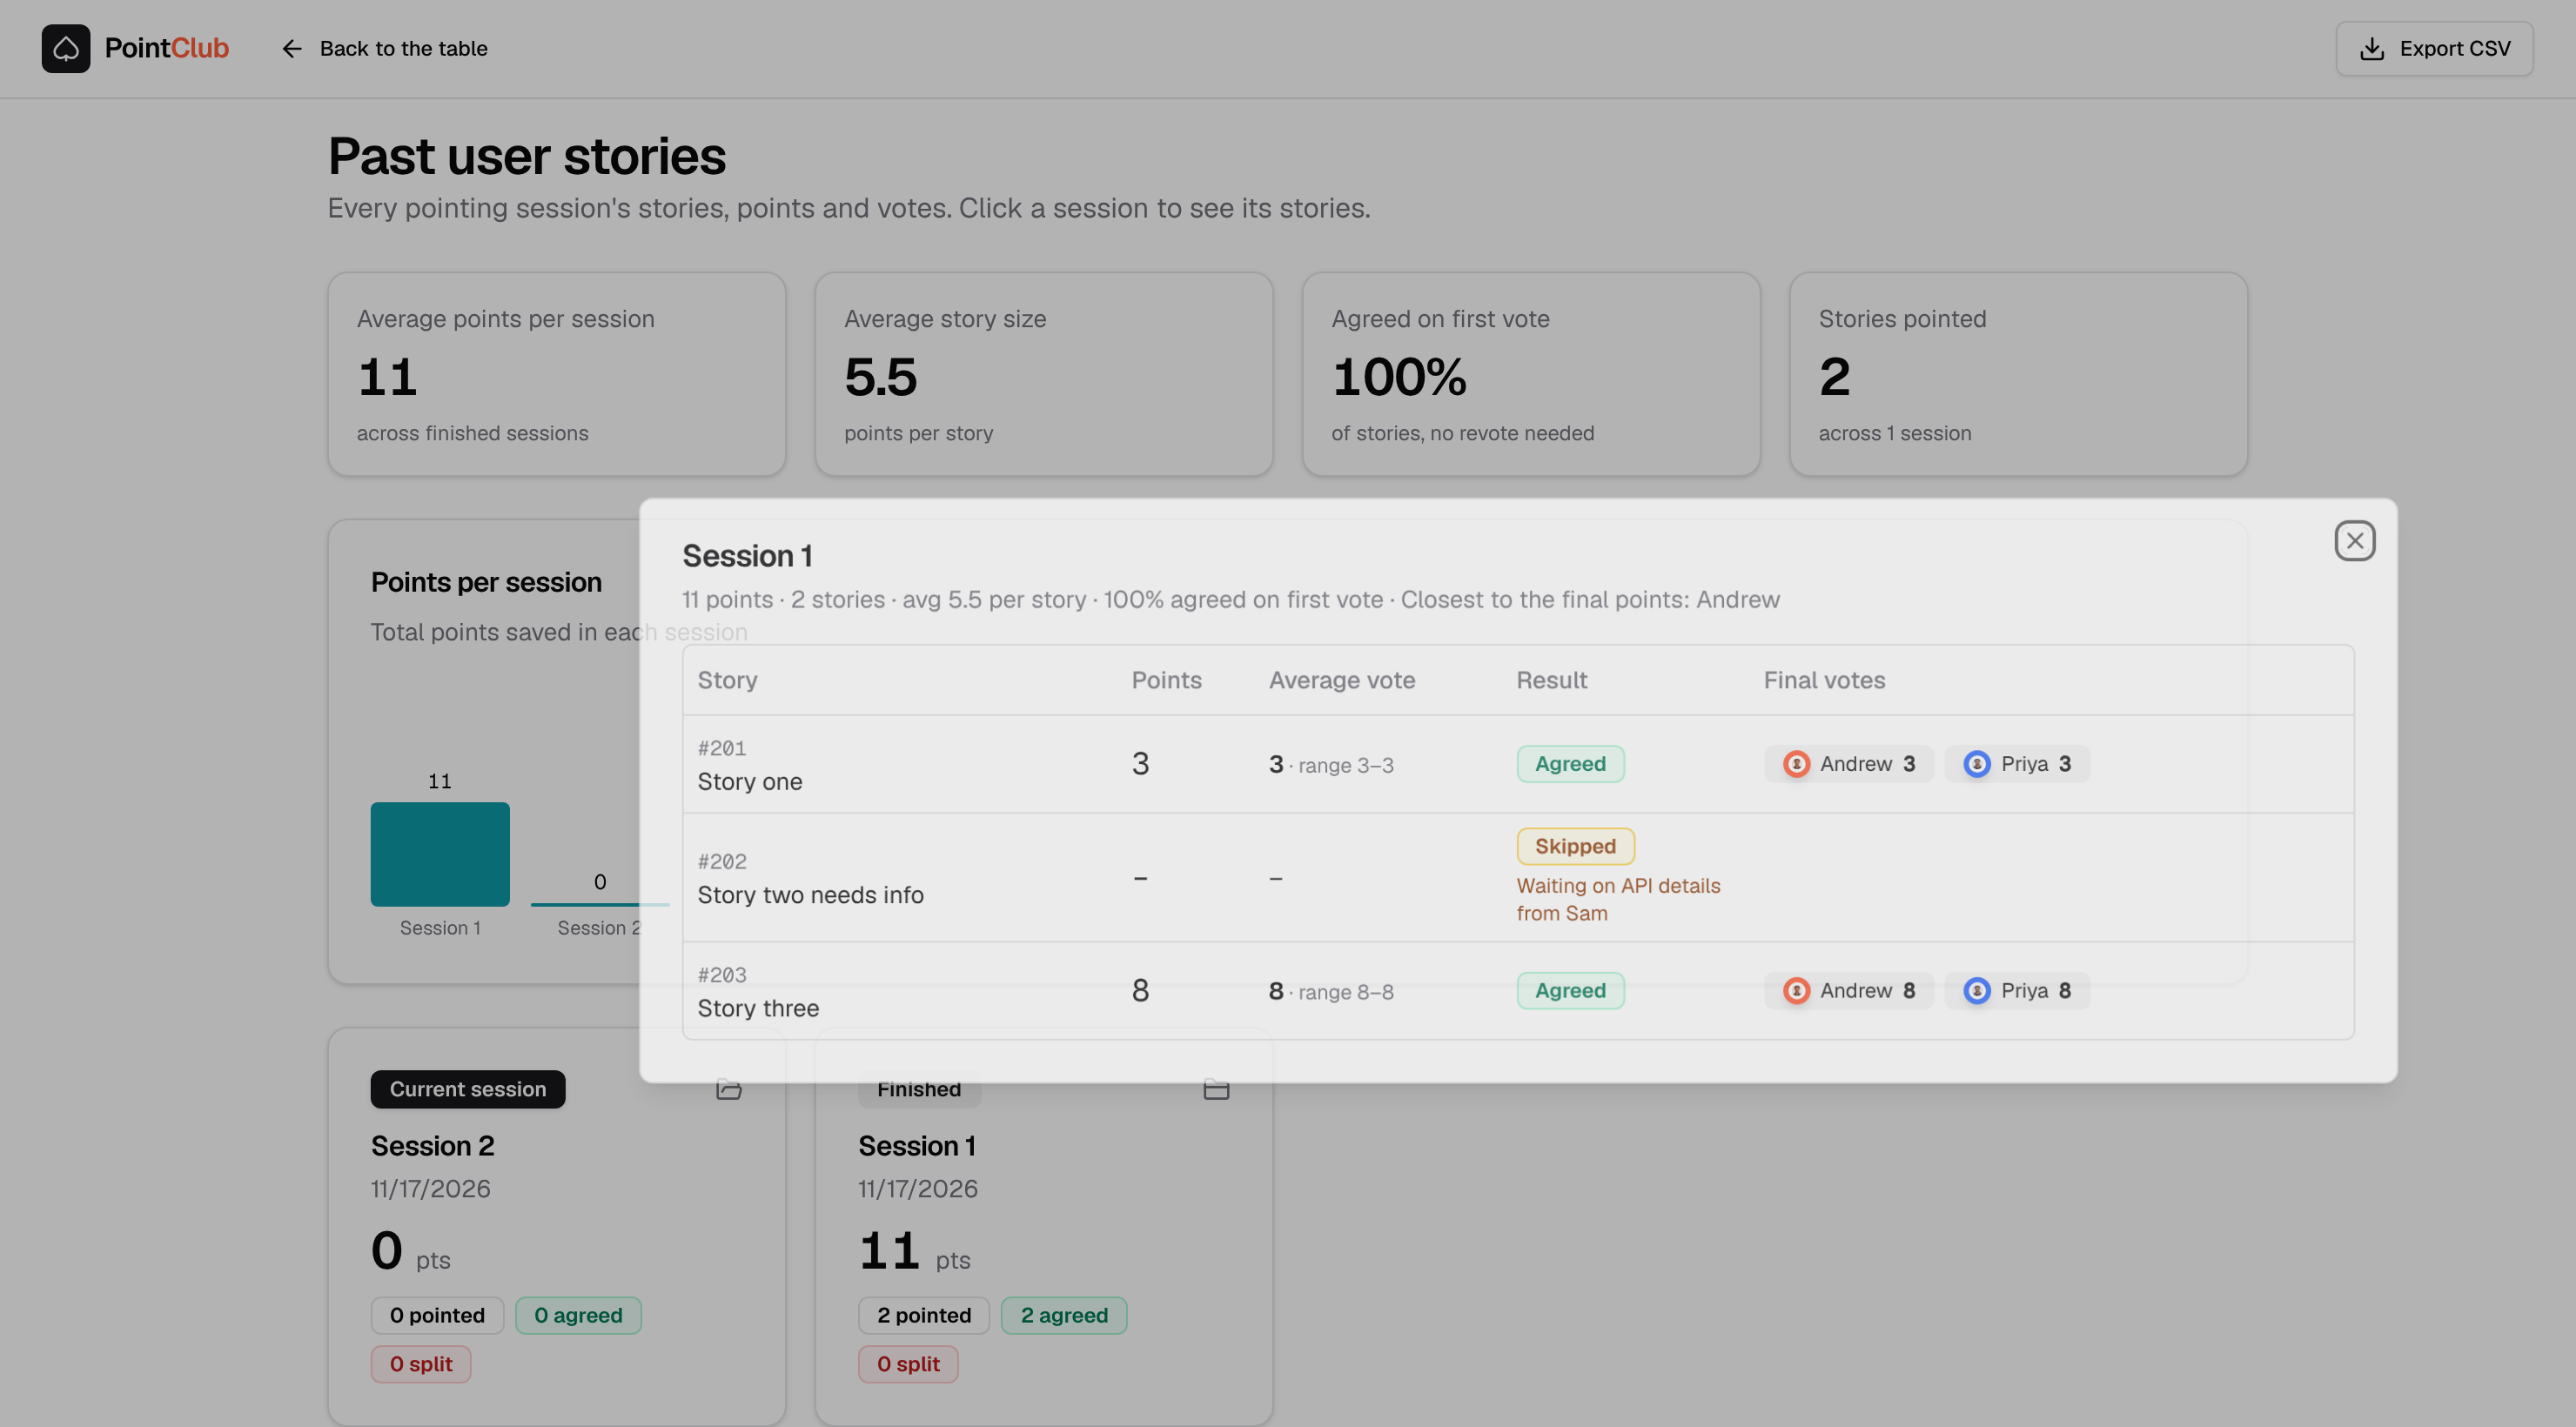 PointClub
Back to the table
Export CSV
Past user stories
Every pointing session's stories, points and votes. Click a session to see its stories.
Average points per session
11
across finished sessions
Average story size
5.5
points per story
Agreed on first vote
100%
of stories, no revote needed
Stories pointed
2
across 1 session
Points per session
Total points saved in each session
11
0
Session 1
Session 2
Session 1
11 points · 2 stories · avg 5.5 per story · 100% agreed on first vote · Closest to the final points: Andrew
Story Points Average vote Result Final votes
#201
Story one
3
3 · range 3–3
Agreed
Andrew 3 Priya 3
#202
Story two needs info
–
–
Skipped
Waiting on API details
from Sam
#203
Story three
8
8 · range 8–8
Agreed
Andrew 8 Priya 8
Current session
Session 2
11/17/2026
0 pts
0 pointed 0 agreed
0 split
Finished
Session 1
11/17/2026
11 pts
2 pointed 2 agreed
0 split